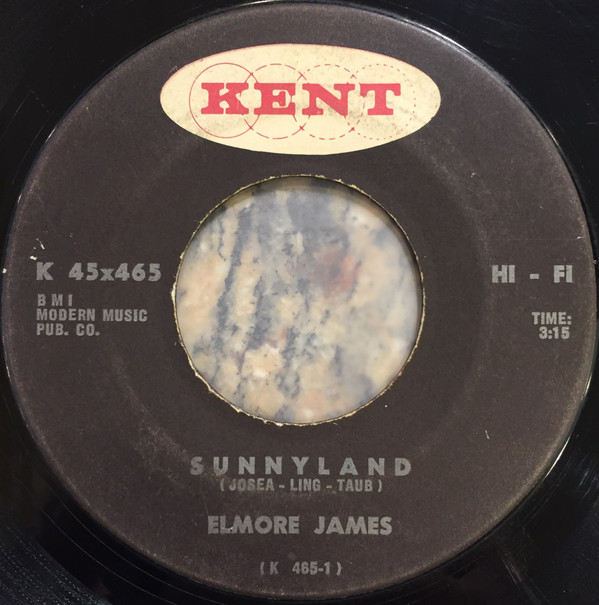 KENT
K 45x465
BMI
MODERN MUSIC
PUB. CO.
HI - FI
TIME:
3:15
SUNNYLAND
(JOSEA - LING - TAUB)
ELMORE JAMES
(K 465-1)